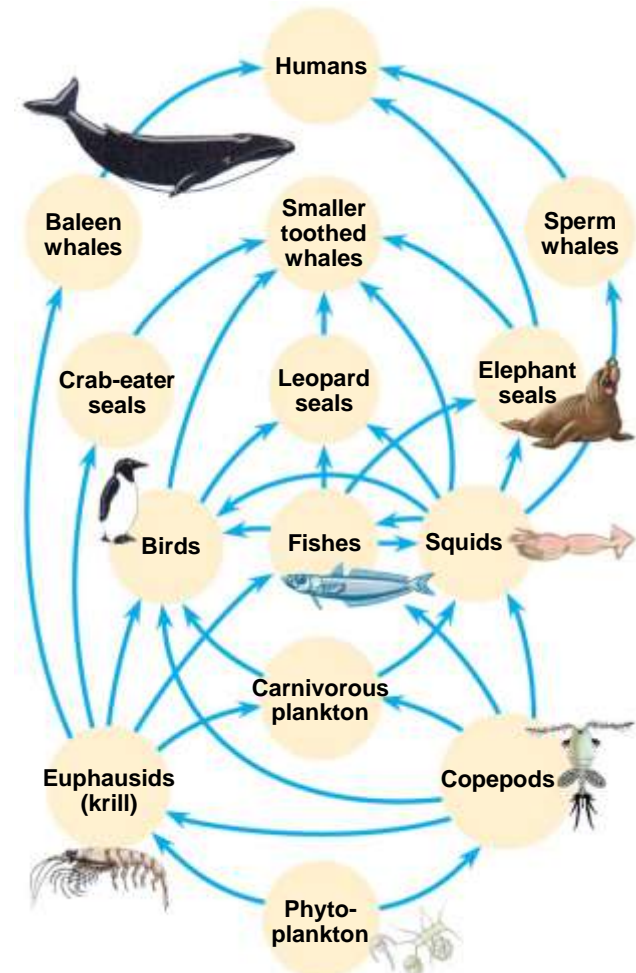 Humans
Baleen
whales
Smaller
toothed
whales
Sperm
whales
Crab-eater
seals
Leopard
seals
Elephant
seals
Birds
Fishes
Squids
Carnivorous
plankton
Euphausids
(krill)
Copepods
Phyto-
plankton